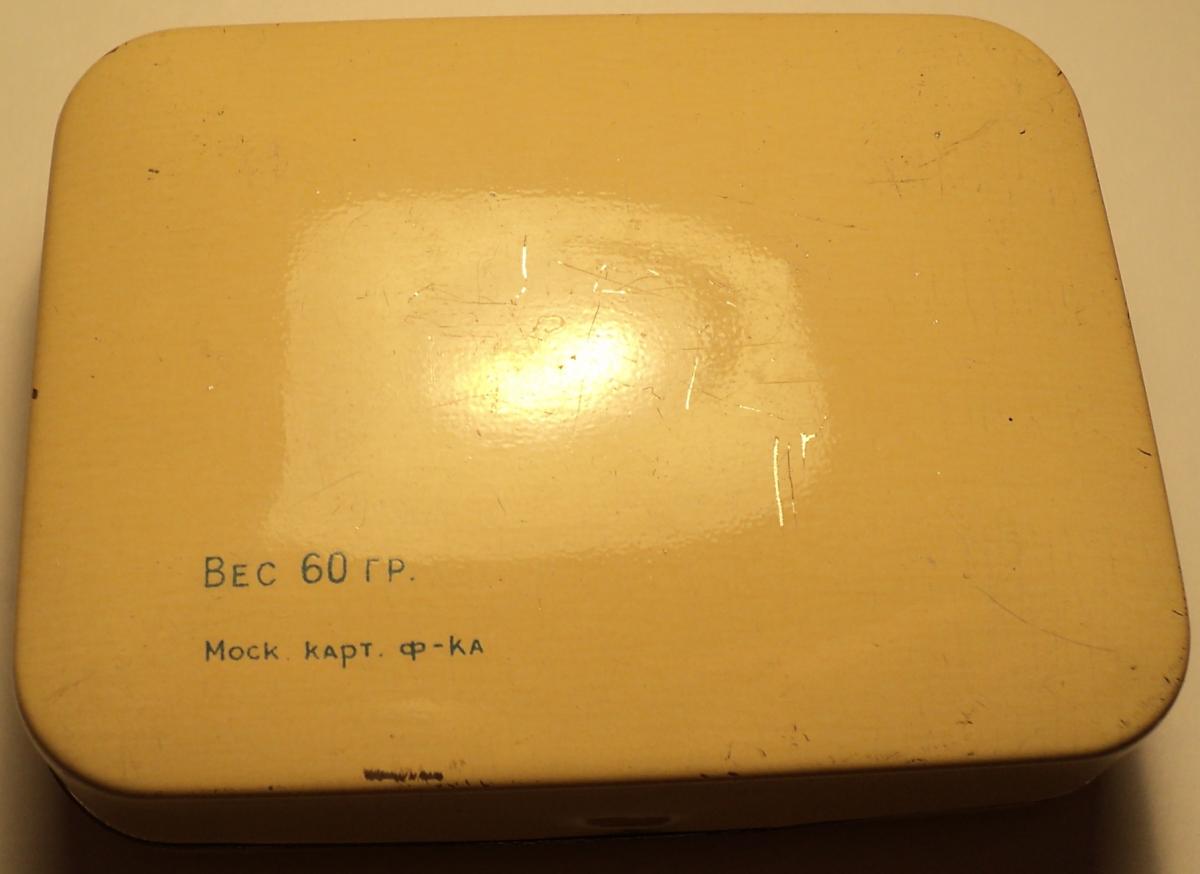 Вес 60 гр.
Моск. карт. ф-ка